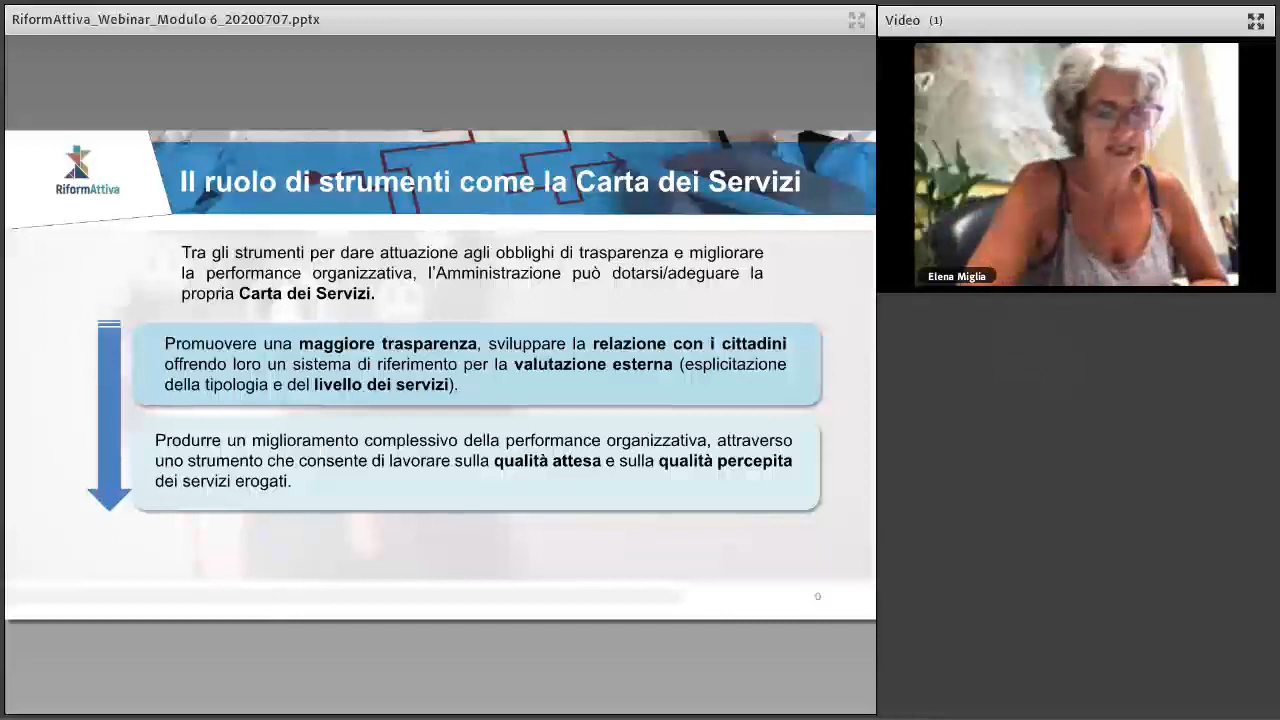 RiformAttiva_Webinar_Modulo 6_20200707.pptx
Video (1)
Elena Miglia
RiformAttiva
Il ruolo di strumenti come la Carta dei Servizi
Tra gli strumenti per dare attuazione agli obblighi di trasparenza e migliorare
la performance organizzativa, l’Amministrazione può dotarsi/adeguare la
propria Carta dei Servizi.
Promuovere una maggiore trasparenza, sviluppare la relazione con i cittadini
offrendo loro un sistema di riferimento per la valutazione esterna (esplicitazione
della tipologia e del livello dei servizi).
Produrre un miglioramento complessivo della performance organizzativa, attraverso
uno strumento che consente di lavorare sulla qualità attesa e sulla qualità percepita
dei servizi erogati.
9